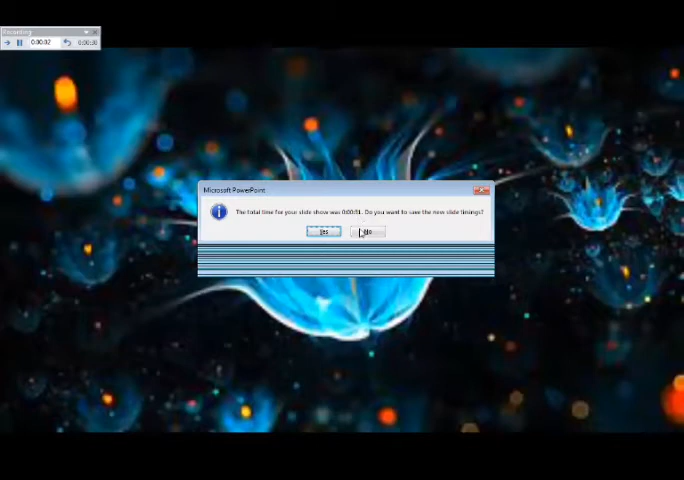 Recording
0:00:02 0:00:30
Microsoft PowerPoint
The total time for your slide show was 0:00:31. Do you want to save the new slide timings?
Yes No